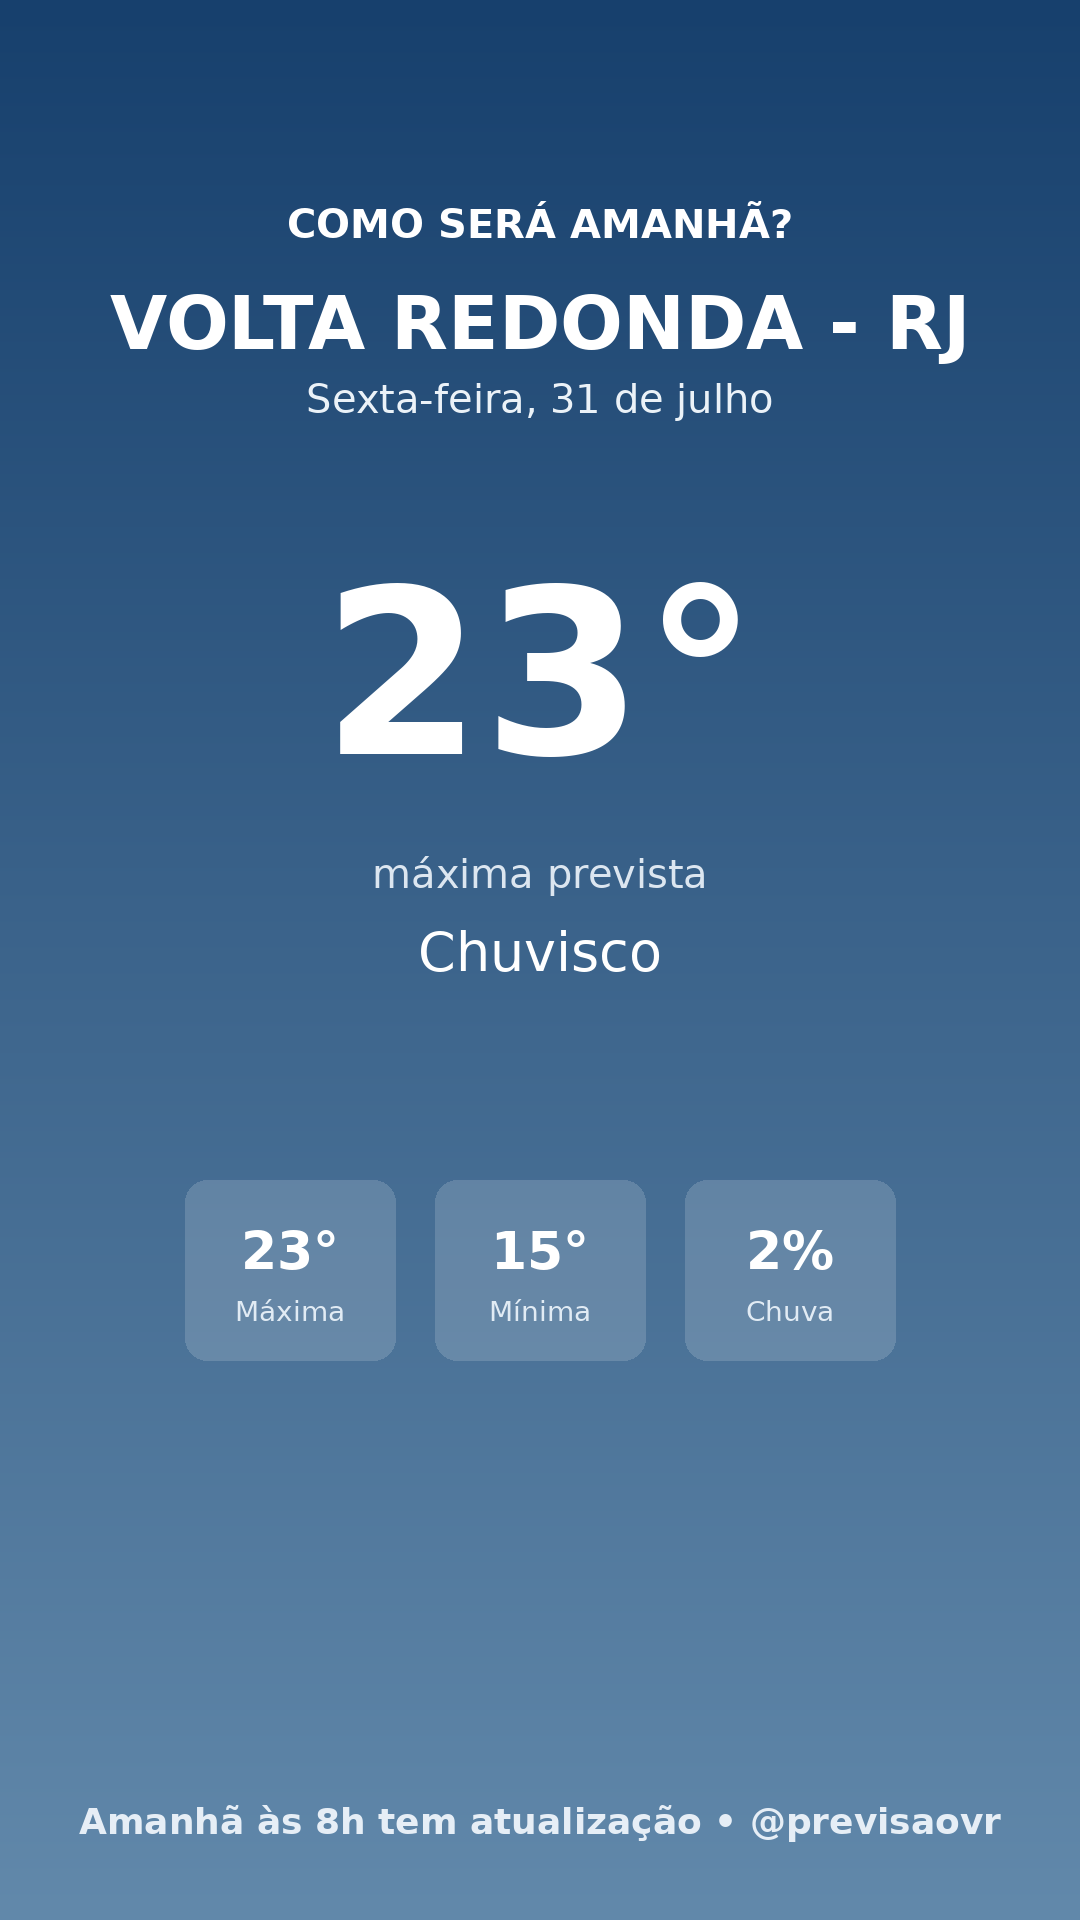 COMO SERÁ AMANHÃ?
VOLTA REDONDA - RJ
Sexta-feira, 31 de julho
23°
máxima prevista
Chuvisco
23° 15° 2%
Máxima Mínima Chuva
Amanhã às 8h tem atualização • @previsaovr